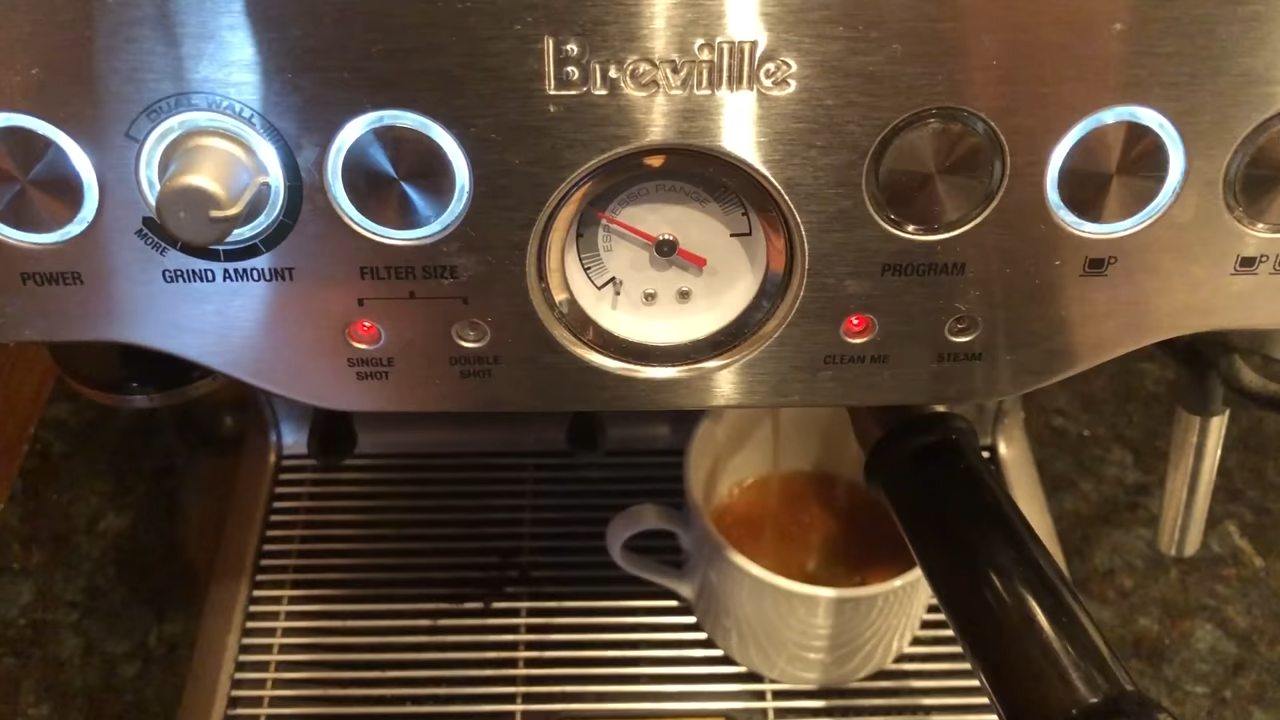 Breville
DUAL WALL
MORE
POWER
GRIND AMOUNT
FILTER SIZE
SINGLE
SHOT
DOUBLE
SHOT
ESPRESSO RANGE
PROGRAM
CLEAN ME
STEAM